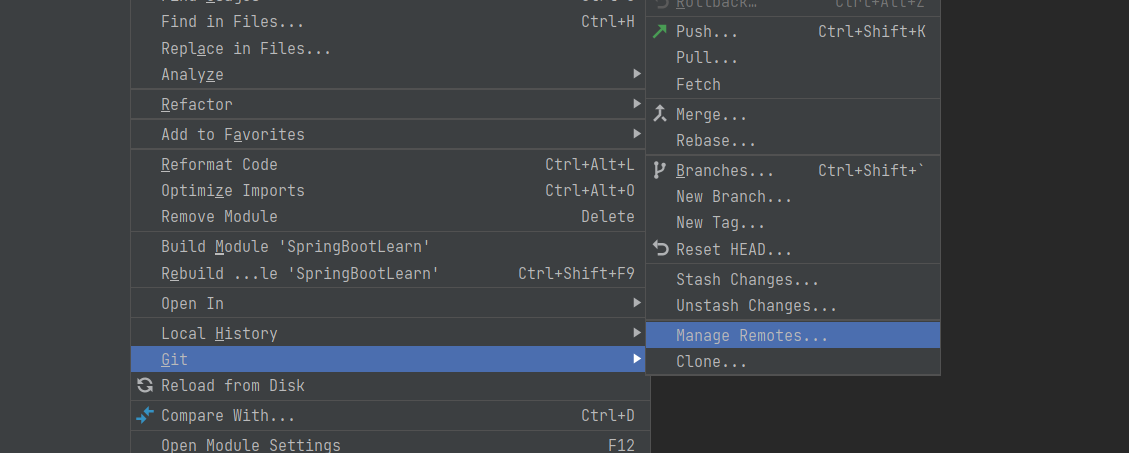 Find in Files... Ctrl+H
Replace in Files...
Analyze
Refactor
Add to Favorites
Reformat Code Ctrl+Alt+L
Optimize Imports Ctrl+Alt+O
Remove Module Delete
Build Module 'SpringBootLearn'
Rebuild ...le 'SpringBootLearn' Ctrl+Shift+F9
Open In
Local History
Git
Reload from Disk
Compare With... Ctrl+D
Open Module Settings F12
Rollback... Ctrl+Alt+Z
Push... Ctrl+Shift+K
Pull...
Fetch
Merge...
Rebase...
Branches... Ctrl+Shift+`
New Branch...
New Tag...
Reset HEAD...
Stash Changes...
Unstash Changes...
Manage Remotes...
Clone...